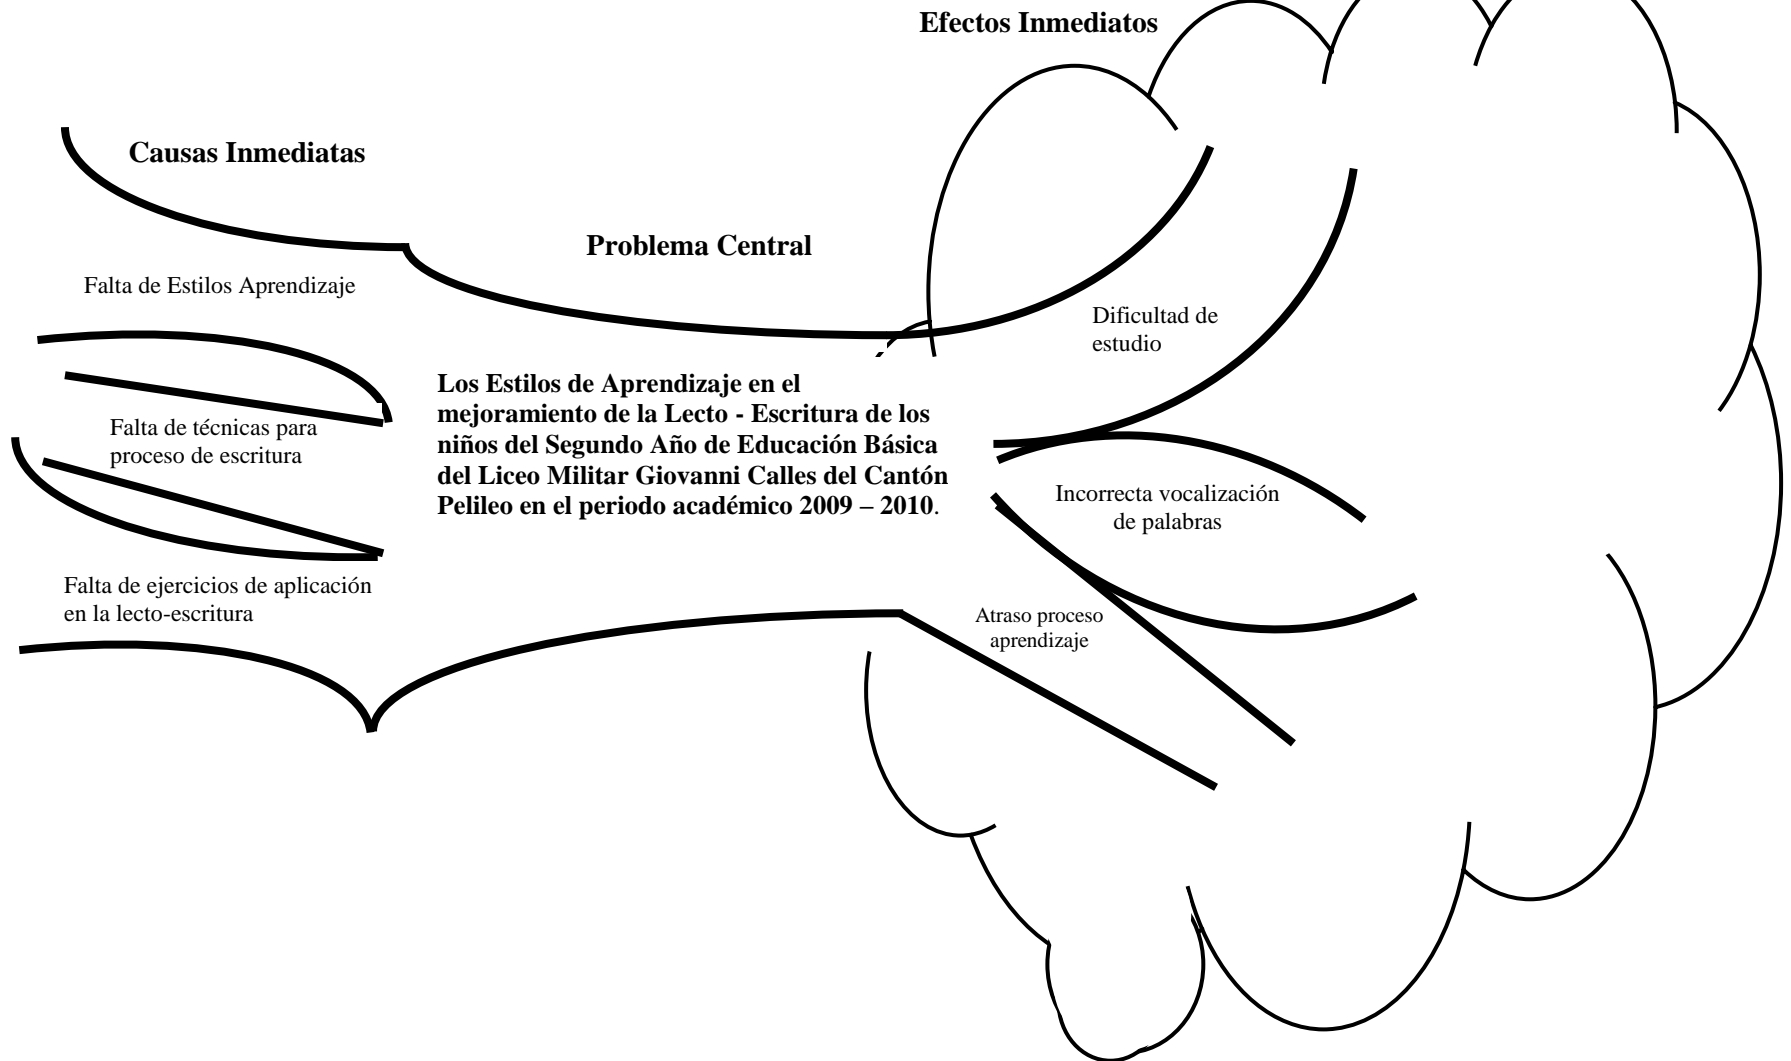 Efectos Inmediatos
Causas Inmediatas
Problema Central
Falta de Estilos Aprendizaje
Falta de técnicas para
proceso de escritura
Falta de ejercicios de aplicación
en la lecto-escritura
Los Estilos de Aprendizaje en el
mejoramiento de la Lecto - Escritura de los
niños del Segundo Año de Educación Básica
del Liceo Militar Giovanni Calles del Cantón
Pelileo en el periodo académico 2009 – 2010.
Dificultad de
estudio
Incorrecta vocalización
de palabras
Atraso proceso
aprendizaje